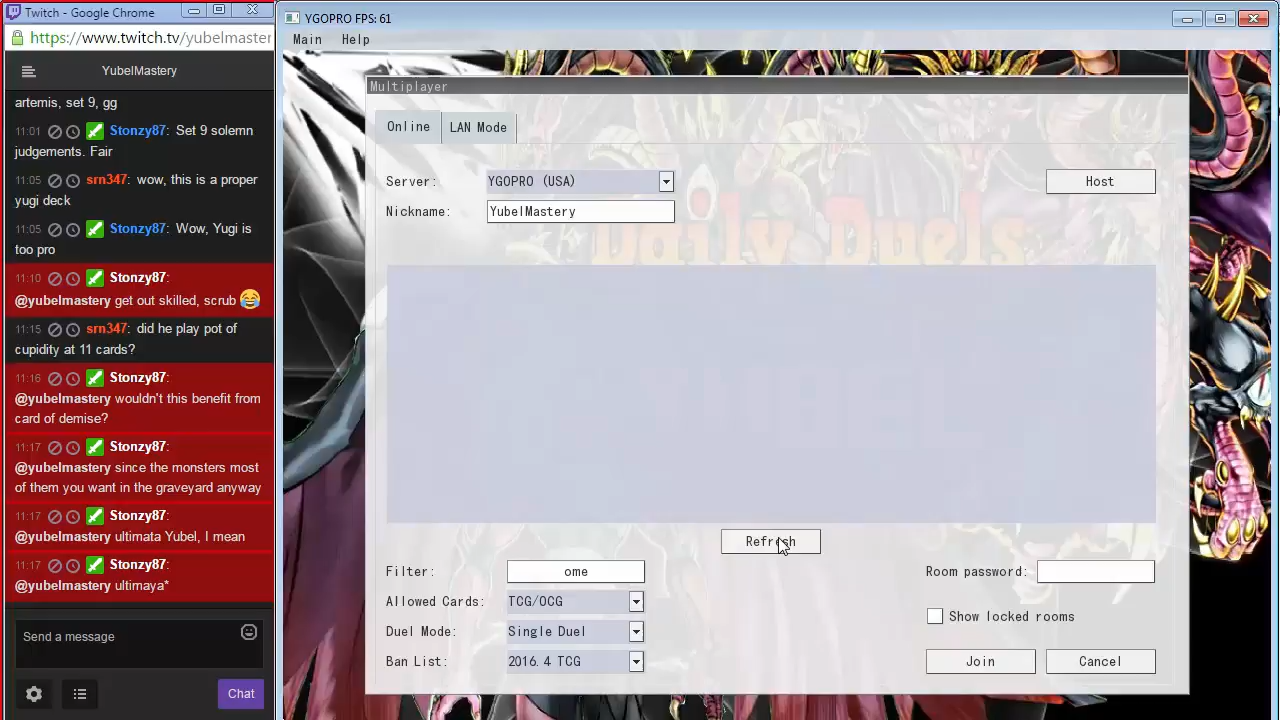 Twitch - Google Chrome
https://www.twitch.tv/yubelmaster
YubelMastery
artemis, set 9, gg
11:01 Stonzy87: Set 9 solemn
judgements. Fair
11:05 srn347: wow, this is a proper
yugi deck
11:05 Stonzy87: Wow, Yugi is
too pro
11:10 Stonzy87:
@yubelmastery get out skilled, scrub 😂
11:15 srn347: did he play pot of
cupidity at 11 cards?
11:16 Stonzy87:
@yubelmastery wouldn't this benefit from
card of demise?
11:17 Stonzy87:
@yubelmastery since the monsters most
of them you want in the graveyard anyway
11:17 Stonzy87:
@yubelmastery ultimata Yubel, I mean
11:17 Stonzy87:
@yubelmastery ultimaya*
Send a message
Chat
YGOPRO FPS: 61
Main Help
Multiplayer
Online LAN Mode
Server: YGOPRO (USA) Host
Nickname: YubelMastery
Daily Duels
Refresh
Filter: ome Room password:
Allowed Cards: TCG/OCG
Show locked rooms
Duel Mode: Single Duel
Ban List: 2016.4 TCG Join Cancel